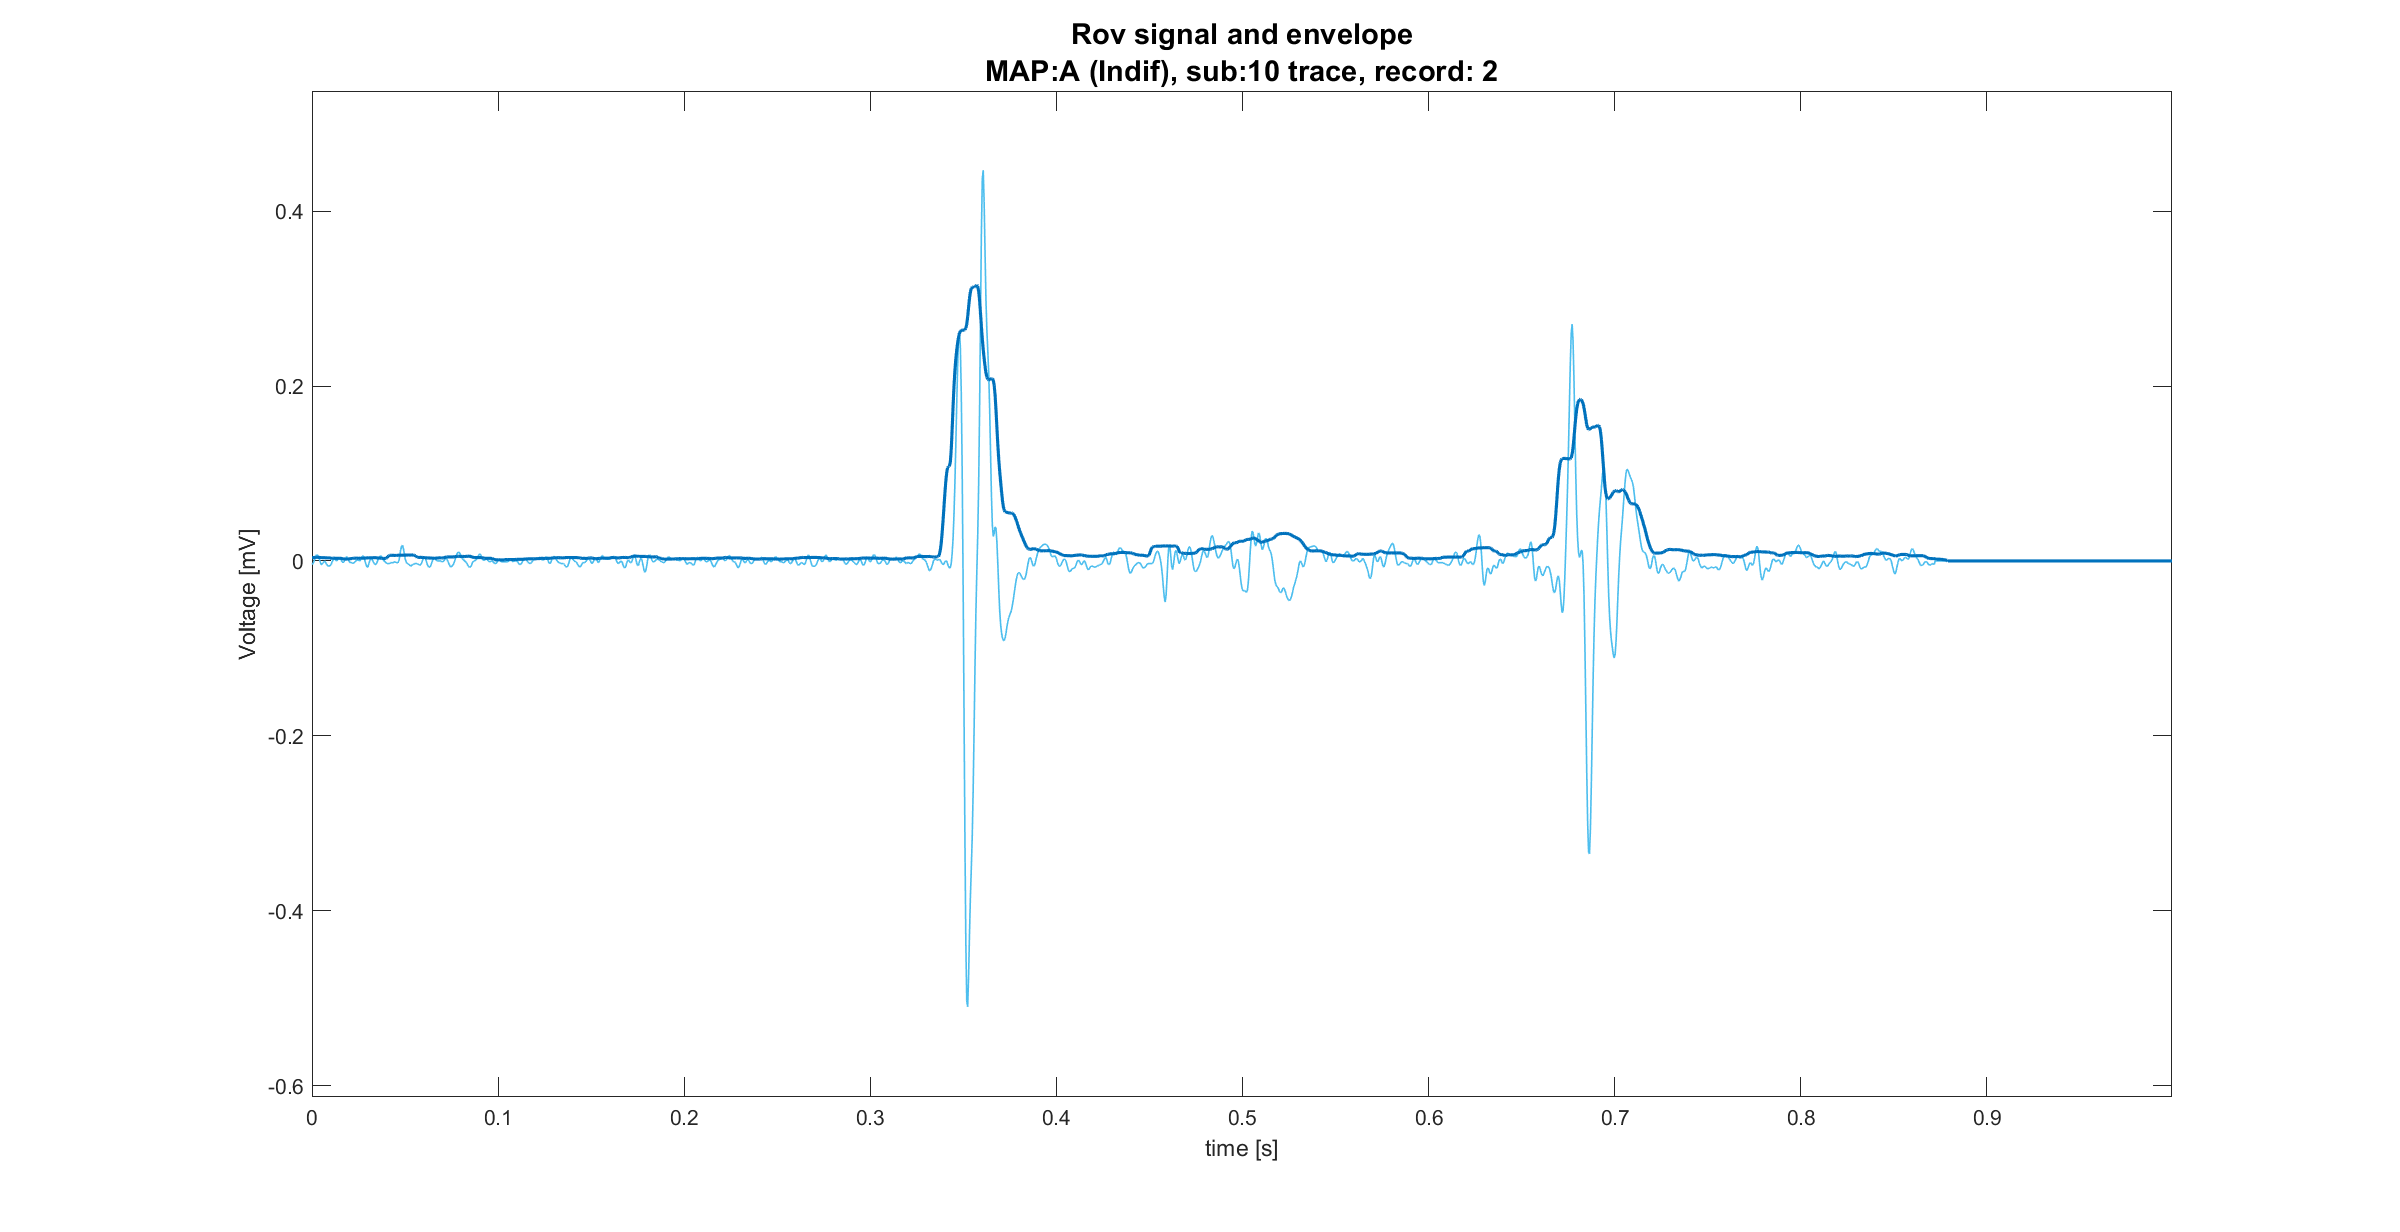 Rov signal and envelope
MAP:A (Indif), sub:10 trace, record: 2
0.4
0.2
0
-0.2
-0.4
-0.6
Voltage [mV]
0 0.1 0.2 0.3 0.4 0.5 0.6 0.7 0.8 0.9
time [s]